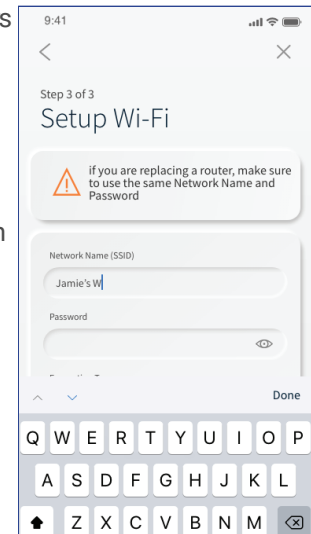 s
9:41
Step 3 of 3
Setup Wi-Fi
if you are replacing a router, make sure
to use the same Network Name and
Password
n
Network Name (SSID)
Jamie's W
Password
Done
Q W E R T Y U I O P
A S D F G H J K L
Z X C V B N M